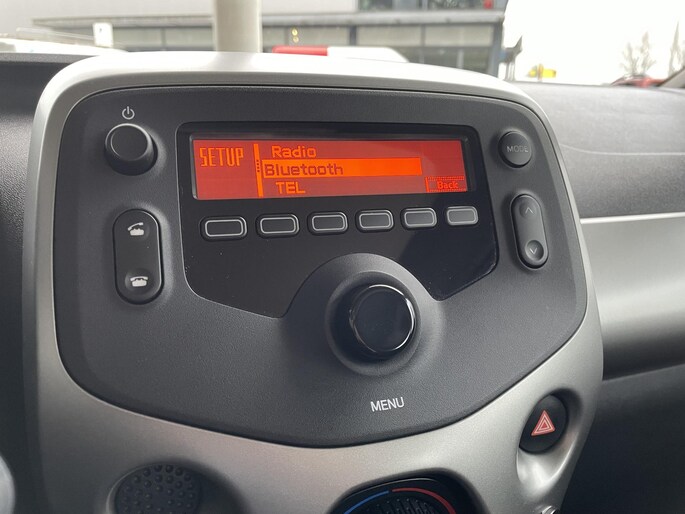 SETUP
Radio
Bluetooth
TEL
Back
MODE
MENU